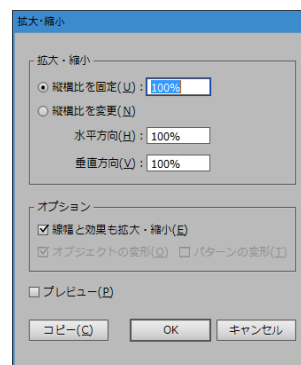 拡大・縮小
拡大・縮小
縦横比を固定(U): 100%
縦横比を変更(N)
水平方向(H): 100%
垂直方向(V): 100%
オプション
線幅と効果も拡大・縮小(E)
オブジェクトの変形(O) パターンの変形(T)
プレビュー(P)
コピー(C) OK キャンセル